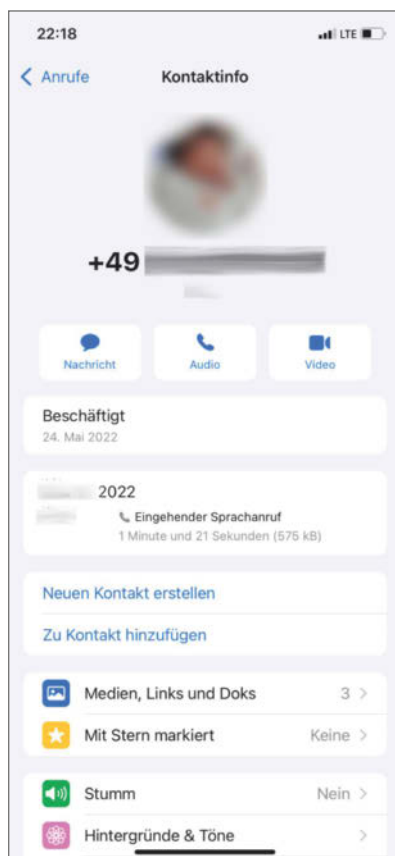 22:18 LTE
Anrufe Kontaktinfo
+49
Nachricht Audio Video
Beschäftigt
24. Mai 2022
2022
Eingehender Sprachanruf
1 Minute und 21 Sekunden (575 kB)
Neuen Kontakt erstellen
Zu Kontakt hinzufügen
Medien, Links und Doks 3
Mit Stern markiert Keine
Stumm Nein
Hintergründe & Töne